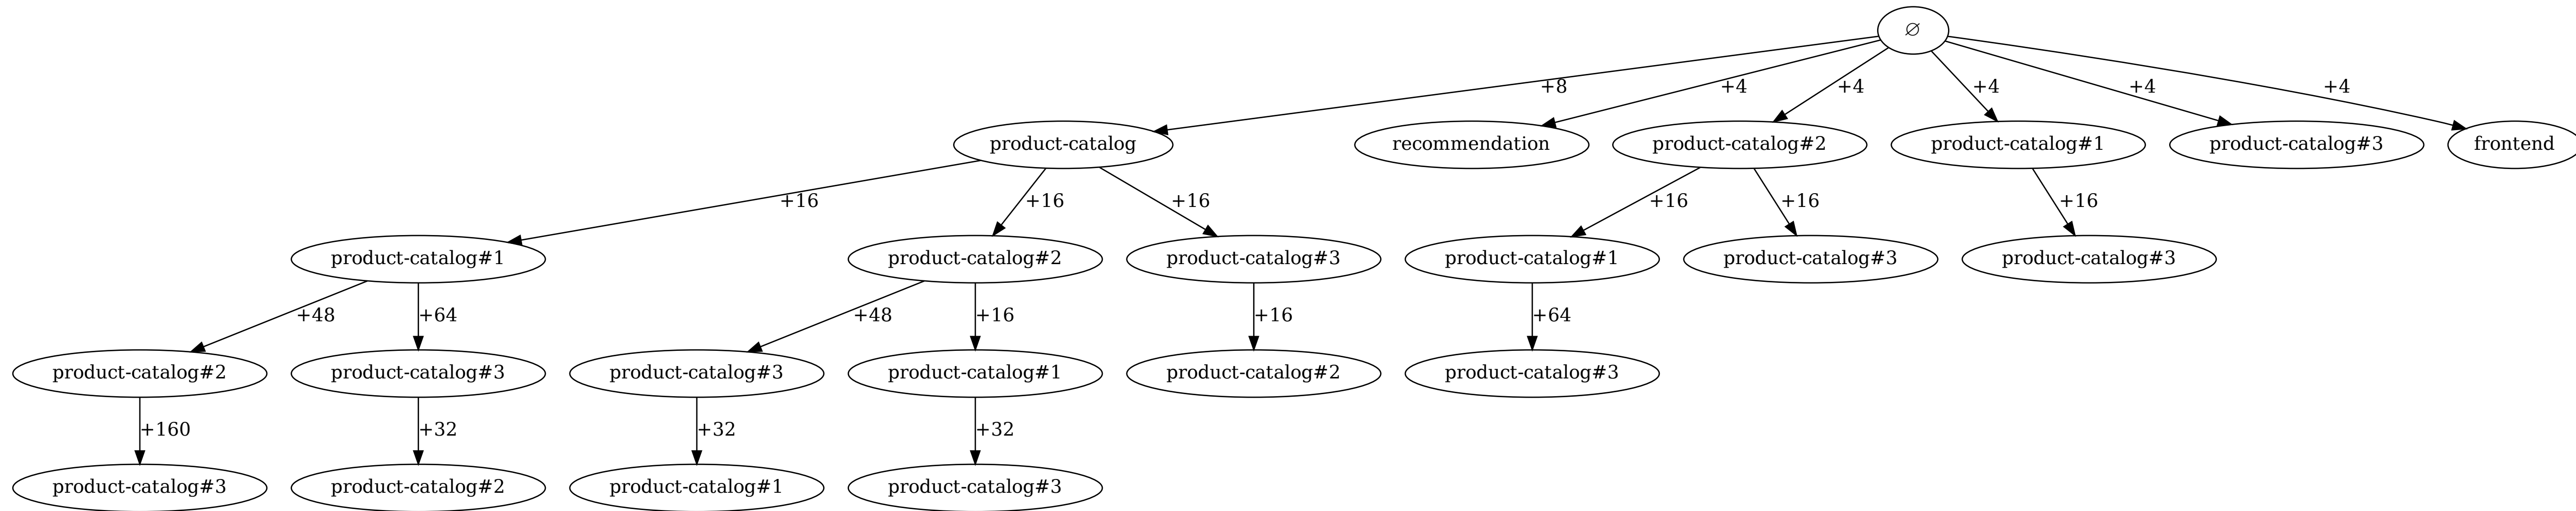 ∅
+8
+4
+4
+4
+4
+4
product-catalog
recommendation
product-catalog#2
product-catalog#1
product-catalog#3
frontend
+16
+16
+16
+16
+16
+16
product-catalog#1
product-catalog#2
product-catalog#3
product-catalog#1
product-catalog#3
product-catalog#3
+48
+64
+48
+16
+16
+64
product-catalog#2
product-catalog#3
product-catalog#3
product-catalog#1
product-catalog#2
product-catalog#3
+160
+32
+32
+32
product-catalog#3
product-catalog#2
product-catalog#1
product-catalog#3